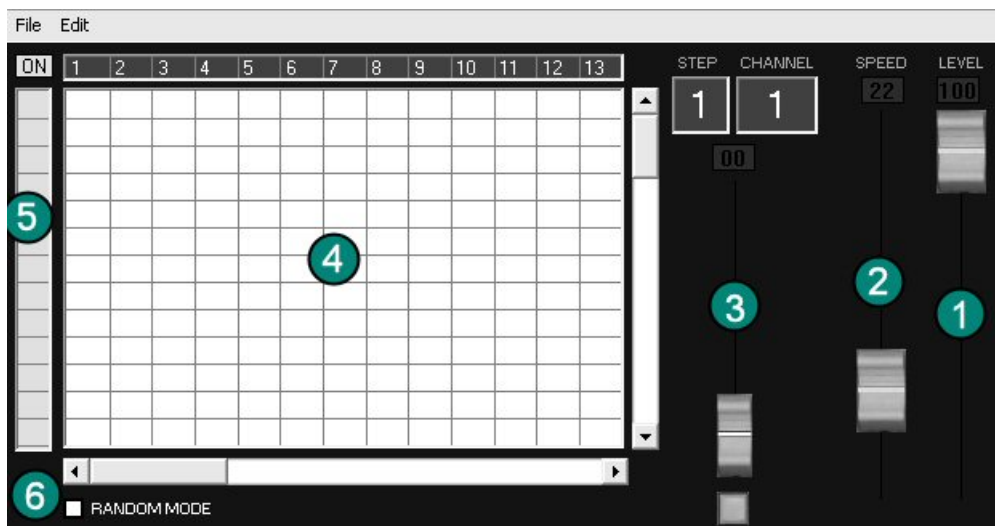 File Edit
ON 1 2 3 4 5 6 7 8 9 10 11 12 13 STEP CHANNEL SPEED LEVEL
1 1 22 100
00
5
4
3
2
1
6
RANDOM MODE